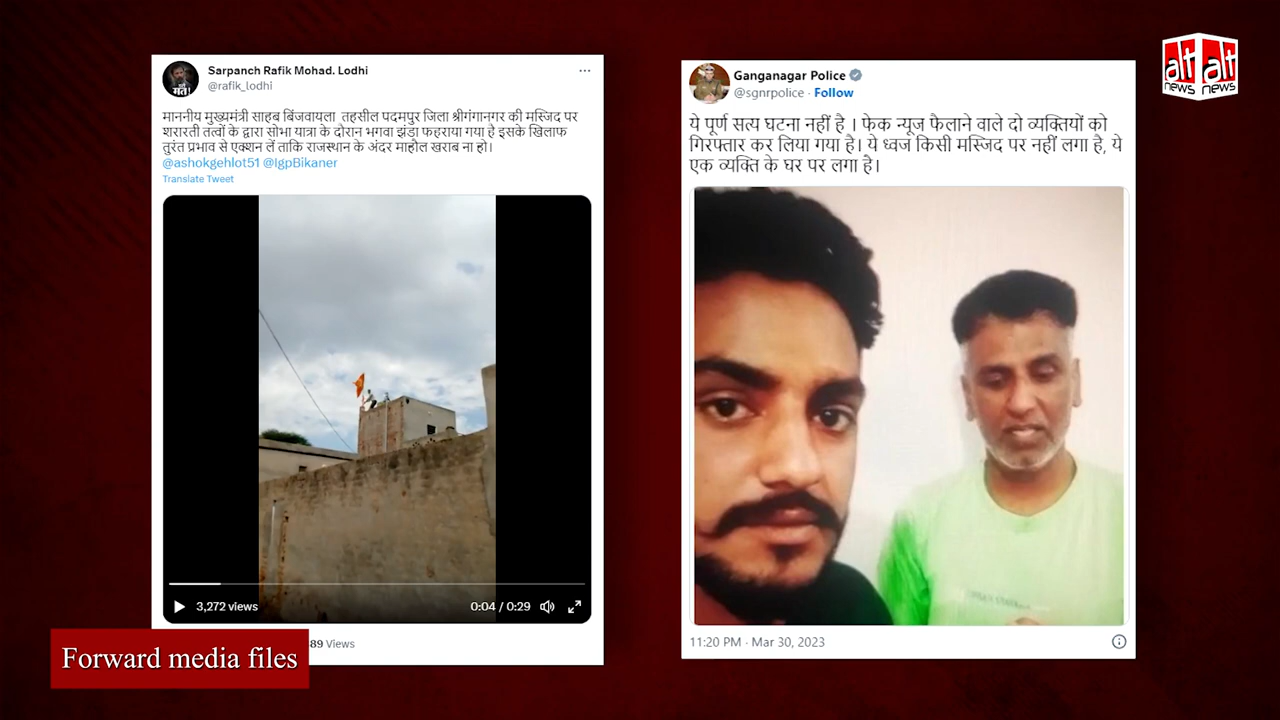 alt alt
news news
Sarpanch Rafik Mohad. Lodhi
@rafik_lodhi
माननीय मुख्यमंत्री साहब बिंजवायला तहसील पदमपुर जिला श्रीगंगानगर की मस्जिद पर
शरारती तत्वों के द्वारा सोभा यात्रा के दौरान भगवा झंडा फहराया गया है इसके खिलाफ
तुरंत प्रभाव से एक्शन लें ताकि राजस्थान के अंदर माहौल खराब ना हो।
@ashokgehlot51 @IgpBikaner
Translate Tweet
3,272 views
0:04 / 0:29
89 Views
Ganganagar Police
@sgnrpolice · Follow
ये पूर्ण सत्य घटना नहीं है । फेक न्यूज फैलाने वाले दो व्यक्तियों को
गिरफ्तार कर लिया गया है। ये ध्वज किसी मस्जिद पर नहीं लगा है, ये
एक व्यक्ति के घर पर लगा है।
11:20 PM · Mar 30, 2023
Forward media files